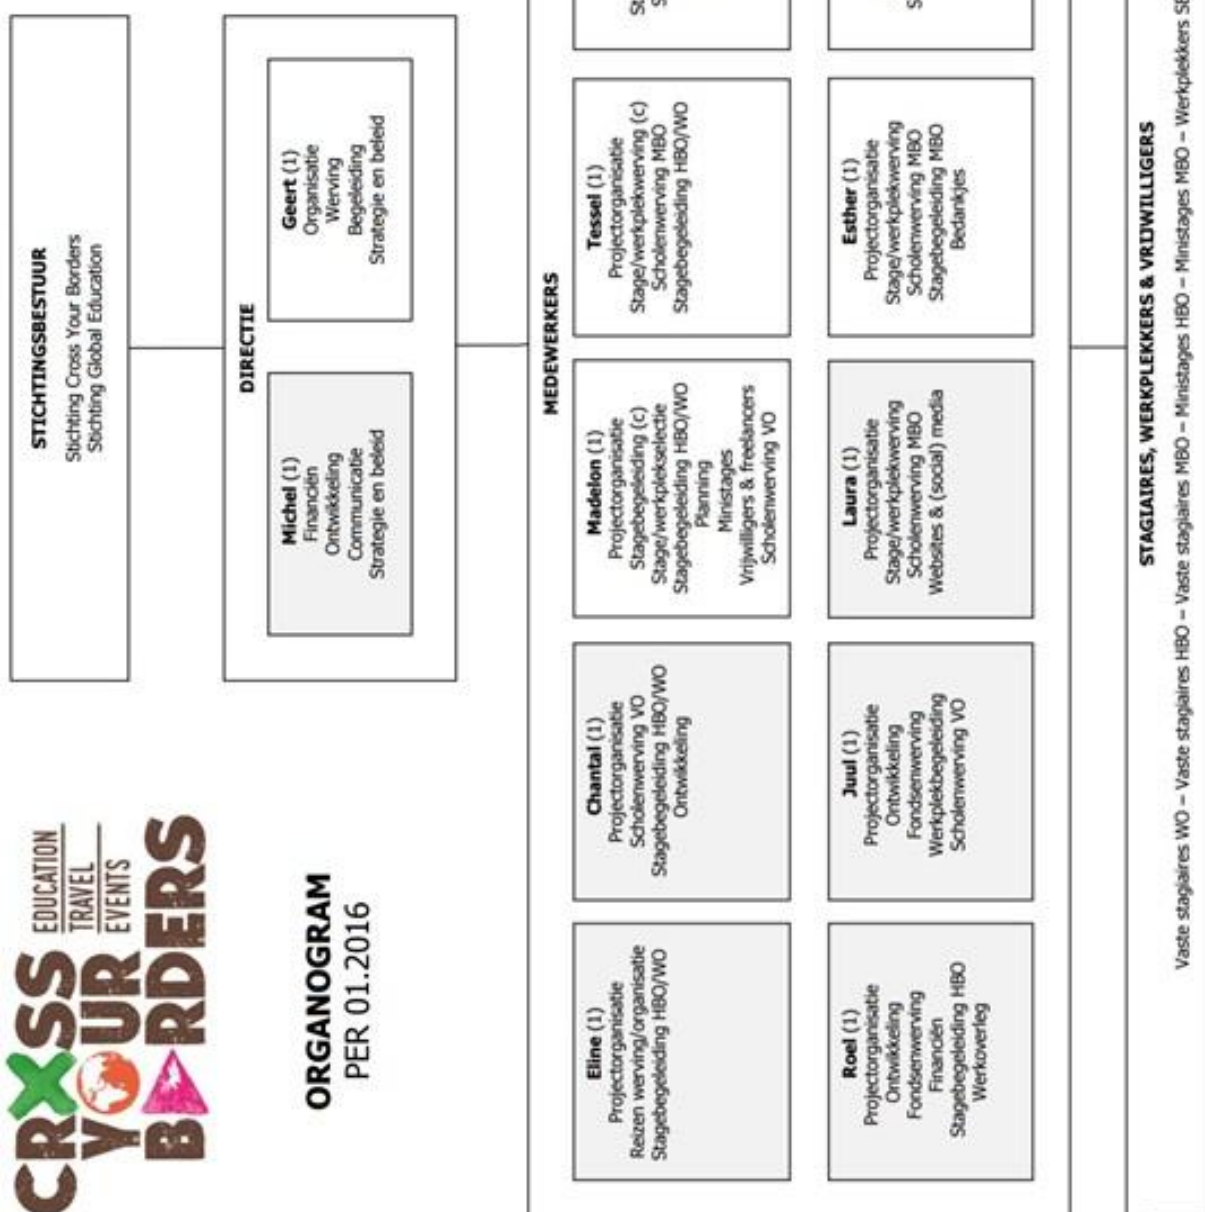 CROSS
YOUR
BORDERS
EDUCATION
TRAVEL
EVENTS
ORGANOGRAM
PER 01.2016
STICHTINGSBESTUUR
Stichting Cross Your Borders
Stichting Global Education
DIRECTIE
Michel (1)
Financiën
Ontwikkeling
Communicatie
Strategie en beleid
Geert (1)
Organisatie
Werving
Begeleiding
Strategie en beleid
MEDEWERKERS
Eline (1)
Projectorganisatie
Reizen werving/organisatie
Stagebegeleiding HBO/WO
Chantal (1)
Projectorganisatie
Scholenwerving VO
Stagebegeleiding HBO/WO
Ontwikkeling
Madelon (1)
Projectorganisatie
Stagebegeleiding (c)
Stage/werkplekselectie
Stagebegeleiding HBO/WO
Planning
Ministages
Vrijwilligers & freelancers
Scholenwerving VO
Tessel (1)
Projectorganisatie
Stage/werkplekwerving (c)
Scholenwerving MBO
Stagebegeleiding HBO/WO
Roel (1)
Projectorganisatie
Ontwikkeling
Fondsenwerving
Financiën
Stagebegeleiding HBO
Werkoverleg
Juul (1)
Projectorganisatie
Ontwikkeling
Fondsenwerving
Werkplekbegeleiding
Scholenwerving VO
Laura (1)
Projectorganisatie
Stage/werkplekwerving
Scholenwerving MBO
Websites & (social) media
Esther (1)
Projectorganisatie
Stage/werkplekwerving
Scholenwerving MBO
Stagebegeleiding MBO
Bedankjes
STAGIAIRES, WERKPLEKKERS & VRIJWILLIGERS
Vaste stagiaires WO – Vaste stagiaires HBO – Vaste stagiaires MBO – Ministages HBO – Ministages MBO – Werkplekkers